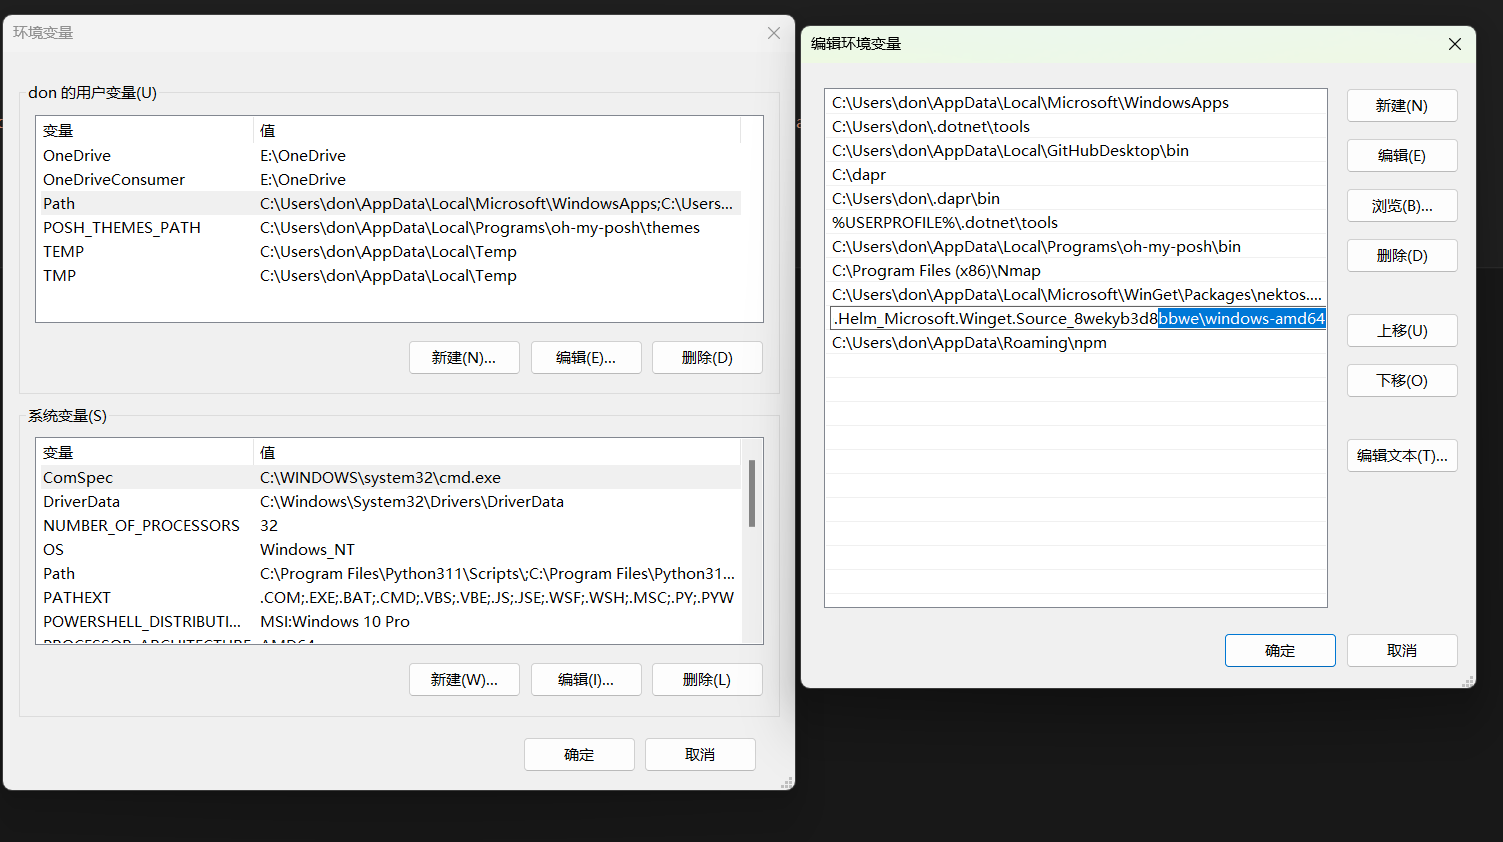 环境变量
don 的用户变量(U)
变量 值
OneDrive E:\OneDrive
OneDriveConsumer E:\OneDrive
Path C:\Users\don\AppData\Local\Microsoft\WindowsApps;C:\Users...
POSH_THEMES_PATH C:\Users\don\AppData\Local\Programs\oh-my-posh\themes
TEMP C:\Users\don\AppData\Local\Temp
TMP C:\Users\don\AppData\Local\Temp
新建(N)... 编辑(E)... 删除(D)
系统变量(S)
变量 值
ComSpec C:\WINDOWS\system32\cmd.exe
DriverData C:\Windows\System32\Drivers\DriverData
NUMBER_OF_PROCESSORS 32
OS Windows_NT
Path C:\Program Files\Python311\Scripts\;C:\Program Files\Python31...
PATHEXT .COM;.EXE;.BAT;.CMD;.VBS;.VBE;.JS;.JSE;.WSF;.WSH;.MSC;.PY;.PYW
POWERSHELL_DISTRIBUTI... MSI:Windows 10 Pro
PROCESSOR_ARCHITECTURE AMD64
新建(W)... 编辑(I)... 删除(L)
确定 取消
编辑环境变量
C:\Users\don\AppData\Local\Microsoft\WindowsApps
C:\Users\don\.dotnet\tools
C:\Users\don\AppData\Local\GitHubDesktop\bin
C:\dapr
C:\Users\don\.dapr\bin
%USERPROFILE%\.dotnet\tools
C:\Users\don\AppData\Local\Programs\oh-my-posh\bin
C:\Program Files (x86)\Nmap
C:\Users\don\AppData\Local\Microsoft\WinGet\Packages\nektos....
.Helm_Microsoft.Winget.Source_8wekyb3d8bbwe\windows-amd64
C:\Users\don\AppData\Roaming\npm
新建(N)
编辑(E)
浏览(B)...
删除(D)
上移(U)
下移(O)
编辑文本(T)...
确定 取消